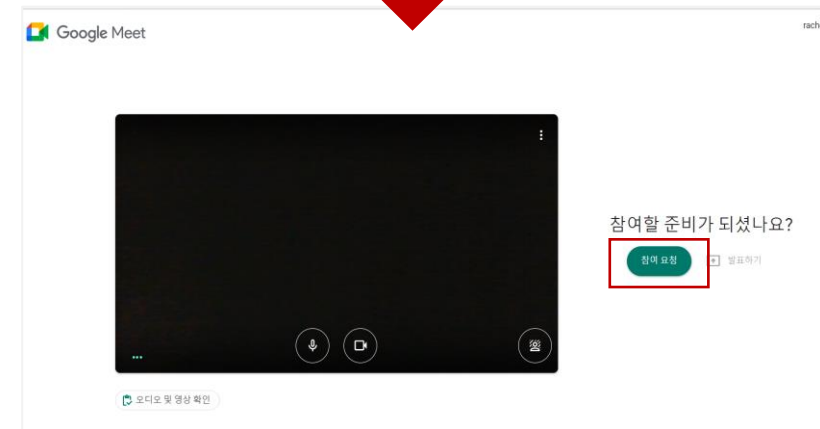 Google Meet
rach
참여할 준비가 되셨나요?
참여 요청
발표하기
오디오 및 영상 확인